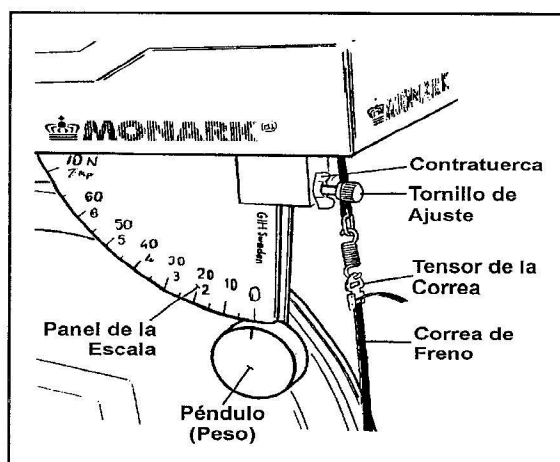 MONARK
MONARK
Contratuerca
Tornillo de
Ajuste
GIH Sweden
10 N
7 Kp
60
6
50
5
40
4
30
3
20
2
10
0
Tensor de la
Correa
Panel de la
Escala
Correa de
Freno
Péndulo
(Peso)